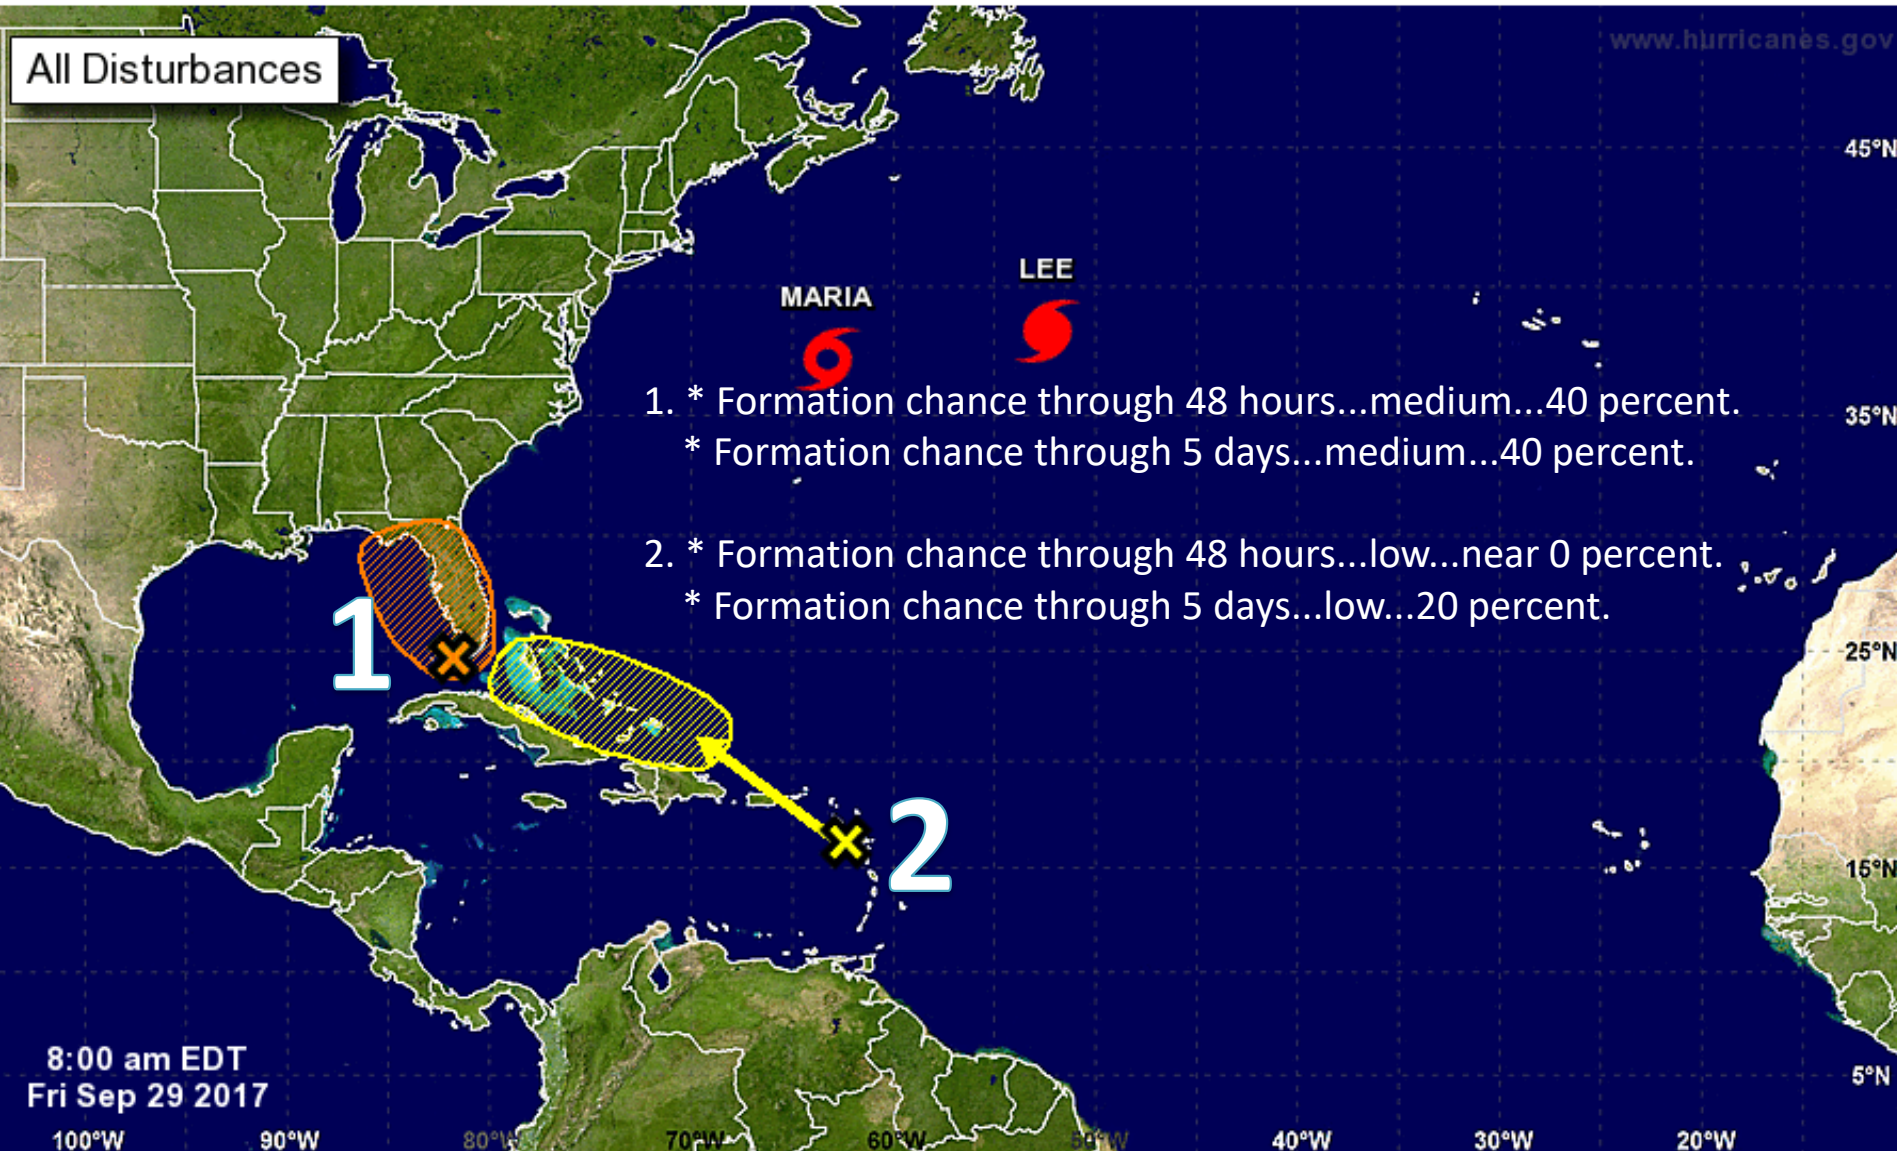 www.hurricanes.gov
All Disturbances
45°N
LEE
MARIA
1. * Formation chance through 48 hours...medium...40 percent.
35°N
* Formation chance through 5 days...medium...40 percent.
2. * Formation chance through 48 hours...low...near 0 percent.
* Formation chance through 5 days...low...20 percent.
1
25°N
2
15°N
8:00 am EDT
5°N
Fri Sep 29 2017
100°W 90°W 80°W 70°W 60°W 50°W 40°W 30°W 20°W